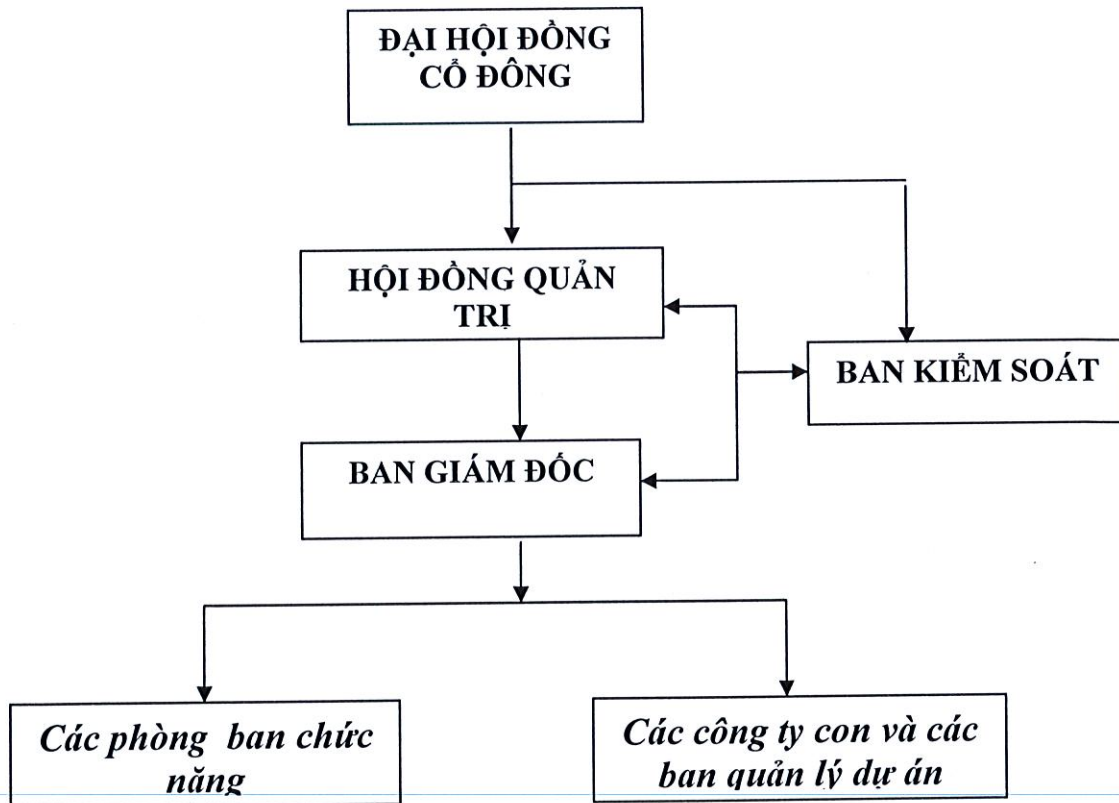 ĐẠI HỘI ĐỒNG
CỔ ĐÔNG
HỘI ĐỒNG QUẢN
TRỊ
BAN KIỂM SOÁT
BAN GIÁM ĐỐC
Các phòng ban chức
năng
Các công ty con và các
ban quản lý dự án